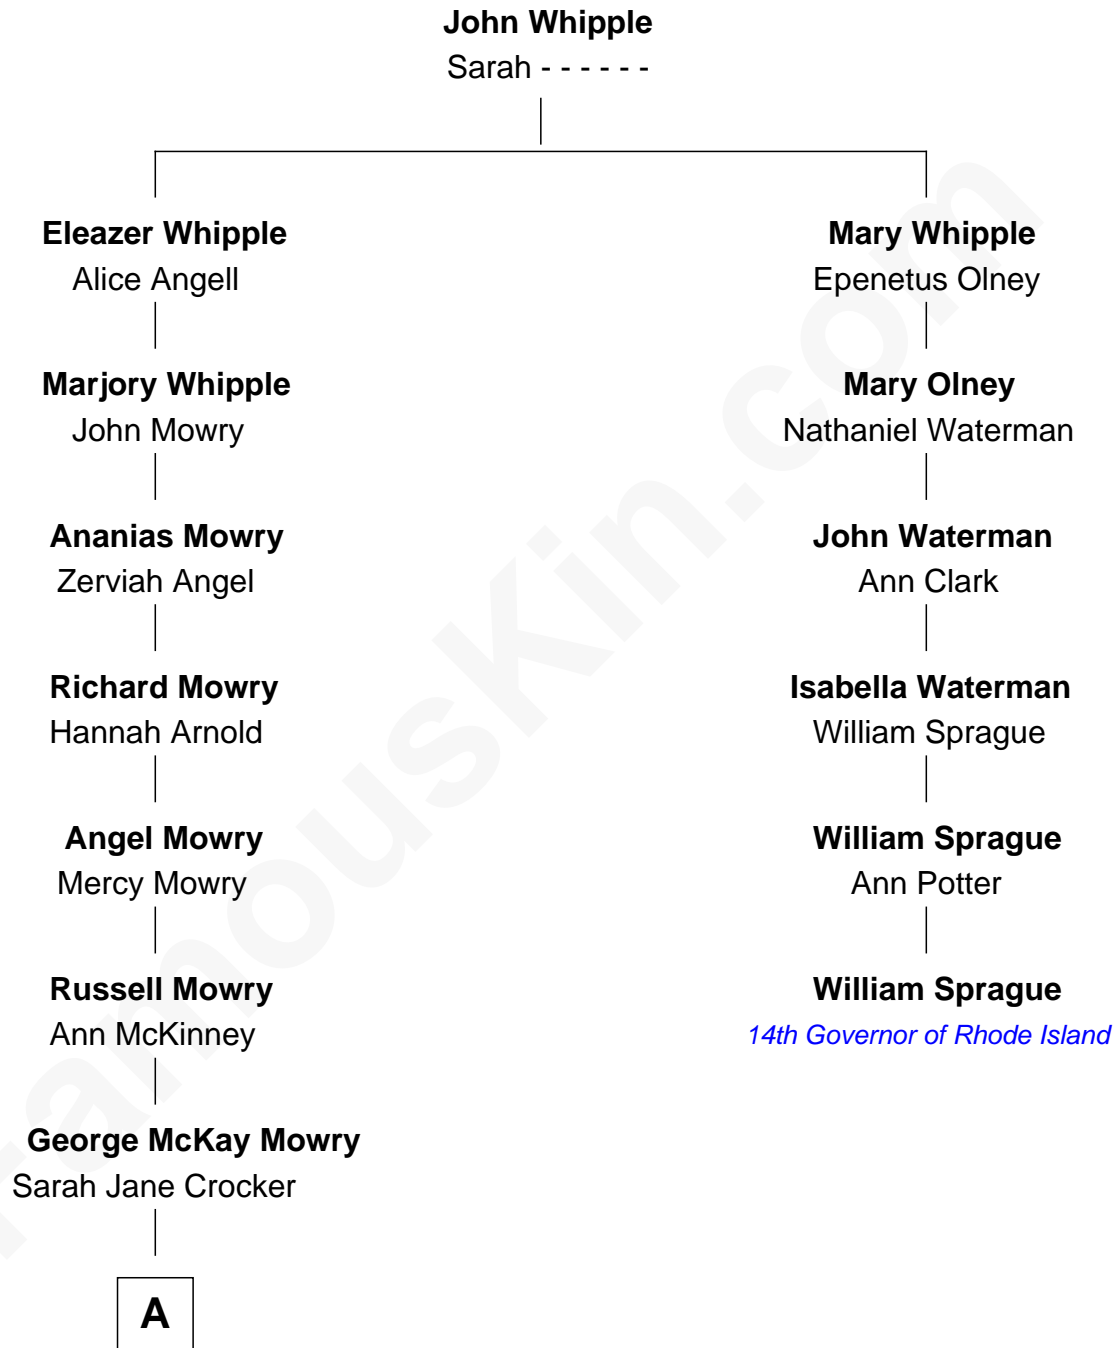 John Whipple
Sarah - - - - - -
Eleazer Whipple
Alice Angell
Mary Whipple
Epenetus Olney
Marjory Whipple
John Mowry
Mary Olney
Nathaniel Waterman
Ananias Mowry
Zerviah Angel
John Waterman
Ann Clark
Richard Mowry
Hannah Arnold
Isabella Waterman
William Sprague
Angel Mowry
Mercy Mowry
William Sprague
Ann Potter
Russell Mowry
Ann McKinney
William Sprague
14th Governor of Rhode Island
George McKay Mowry
Sarah Jane Crocker
A
FamousKin.com